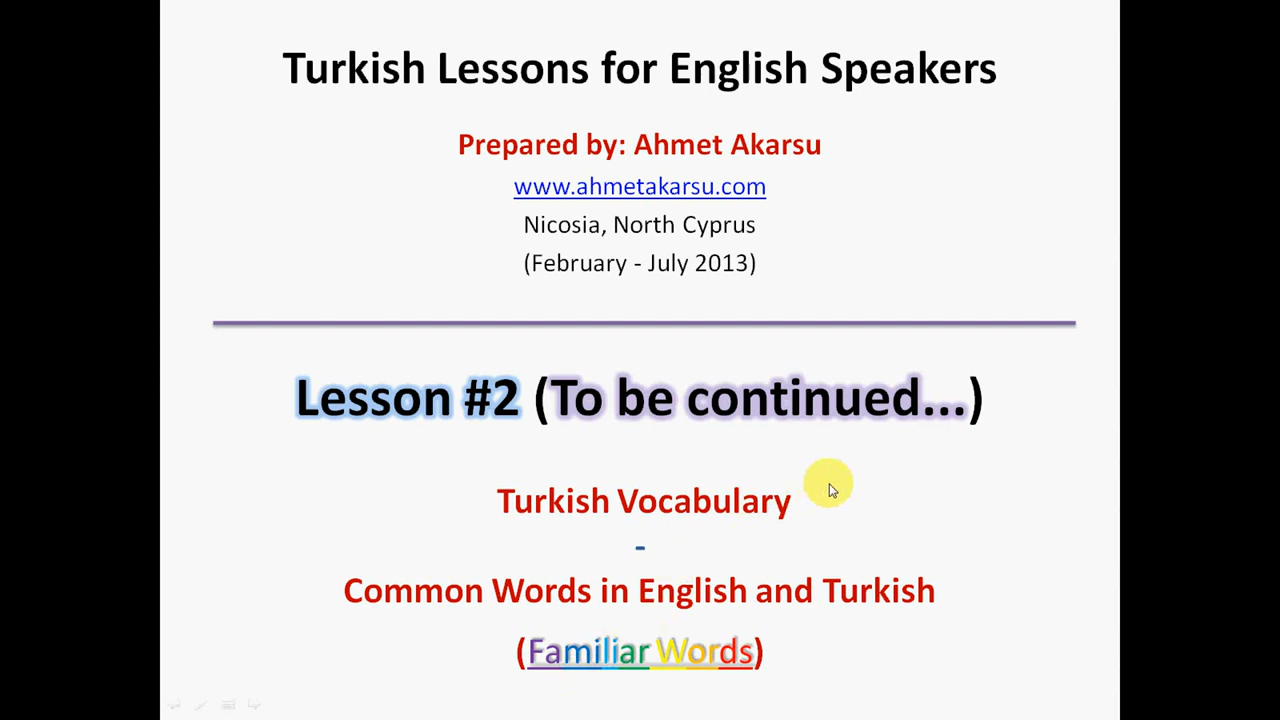 Turkish Lessons for English Speakers
Prepared by: Ahmet Akarsu
www.ahmetakarsu.com
Nicosia, North Cyprus
(February - July 2013)
Lesson #2 (To be continued...)
Turkish Vocabulary
-
Common Words in English and Turkish
(Familiar Words)